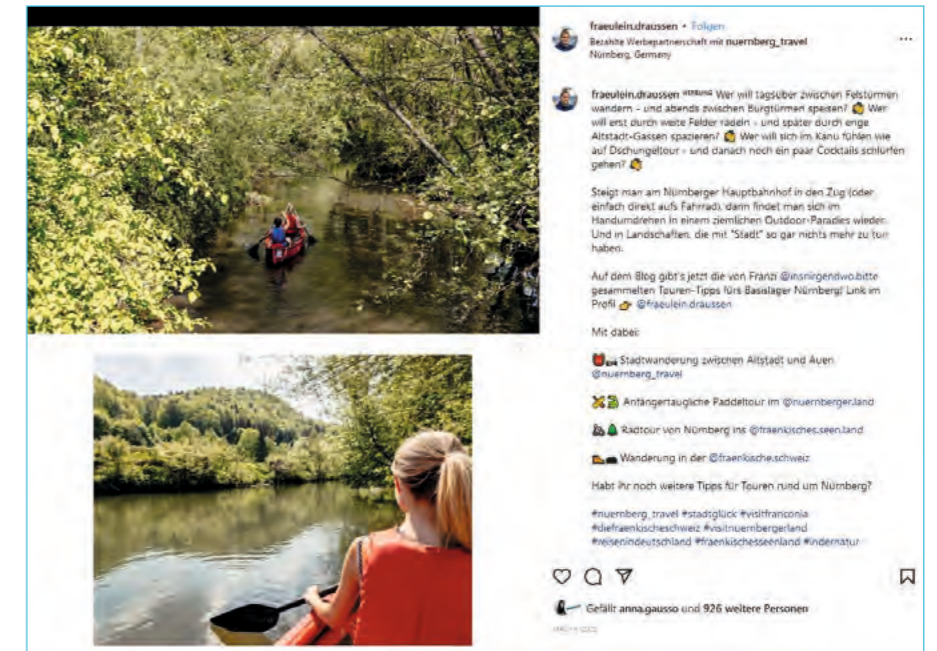 fraeulein.draussen • Folgen
Bezahlte Werbepartnerschaft mit nuernberg_travel
Nürnberg, Germany
fraeulein.draussen WERBUNG Wer will tagsüber zwischen Felstürmen
wandern - und abends zwischen Burgtürmen speisen? Wer
will erst durch weite Felder radeln - und später durch enge
Altstadt-Gassen spazieren? Wer will sich im Kanu fühlen wie
auf Dschungeltour - und danach noch ein paar Cocktails schlürfen
gehen?
Steigt man am Nürnberger Hauptbahnhof in den Zug (oder
einfach direkt aufs Fahrrad), dann findet man sich im
Handumdrehen in einem ziemlichen Outdoor-Paradies wieder.
Und in Landschaften, die mit "Stadt" so gar nichts mehr zu tun
haben.
Auf dem Blog gibt's jetzt die von Franzi @insnirgendwo.bitte
gesammelten Touren-Tipps fürs Basislager Nürnberg! Link im
Profil 👉 @fraeulein.draussen
Mit dabei:
Stadtwanderung zwischen Altstadt und Auen
@nuernberg_travel
Anfängertaugliche Paddeltour im @nuernberger.land
Radtour von Nürnberg ins @fraenkisches.seen.land
Wanderung in der @fraenkische.schweiz
Habt ihr noch weitere Tipps für Touren rund um Nürnberg?
#nuernberg_travel #stadtglück #visitfranconia
#diefraenkischeschweiz #visitnuernbergerland
#reisenindeutschland #fraenkischesseenland #indernatur
Gefällt anna.gausso und 926 weitere Personen